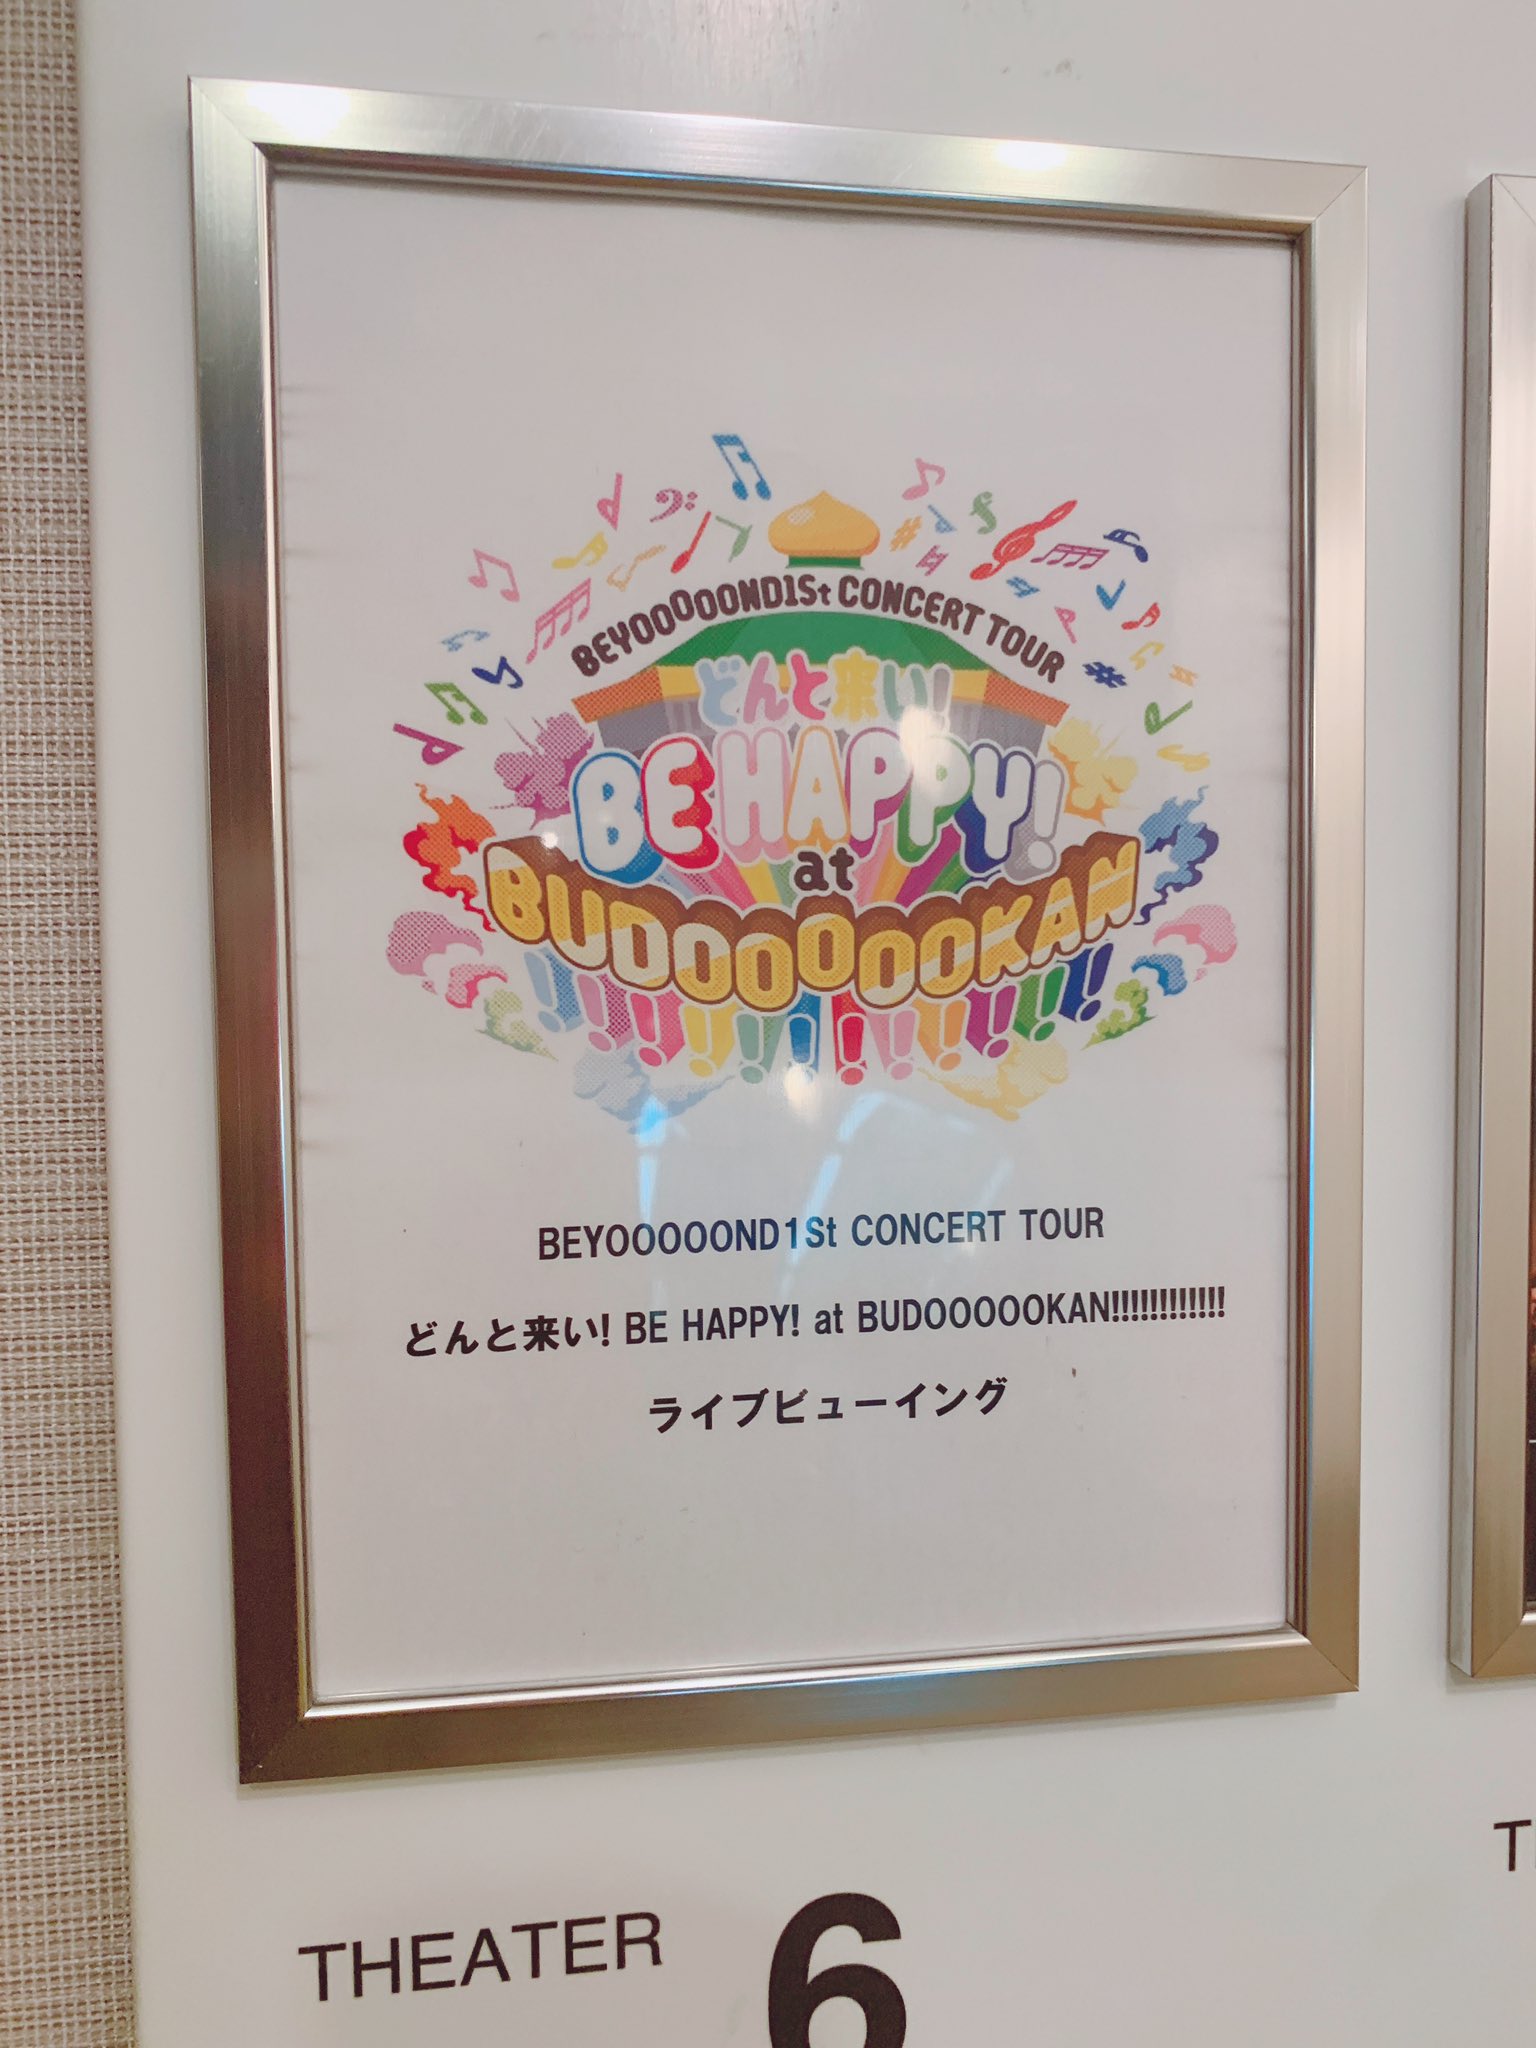 BEYOOOOOND1St CONCERT TOUR
どんと来い!
BE HAPPY!
at
BUDOOOOOKAN
!!!!!!!!!!!!
BEYOOOOOND1St CONCERT TOUR
どんと来い! BE HAPPY! at BUDOOOOOKAN!!!!!!!!!!!!
ライブビューイング
THEATER 6